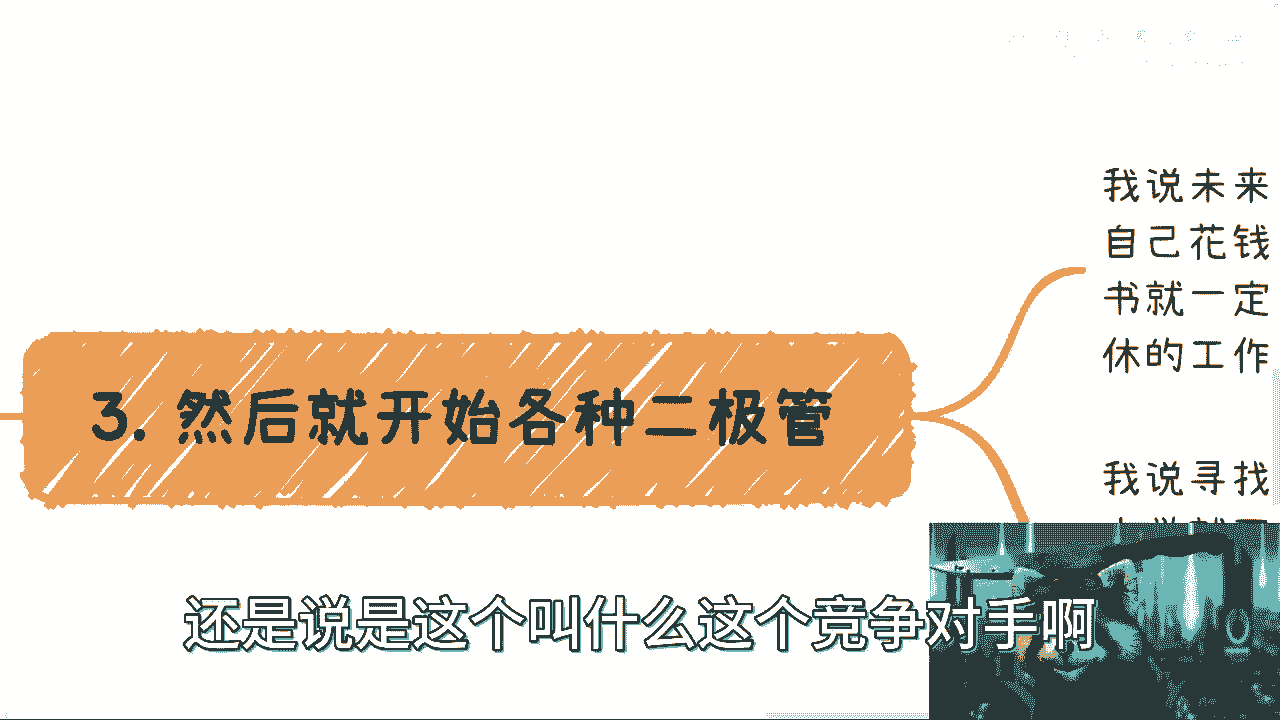 我说未来
自己花钱
书就一定
休的工作
3. 然后就开始各种二极管
我说寻找
还是说是这个叫什么这个竞争对手啊